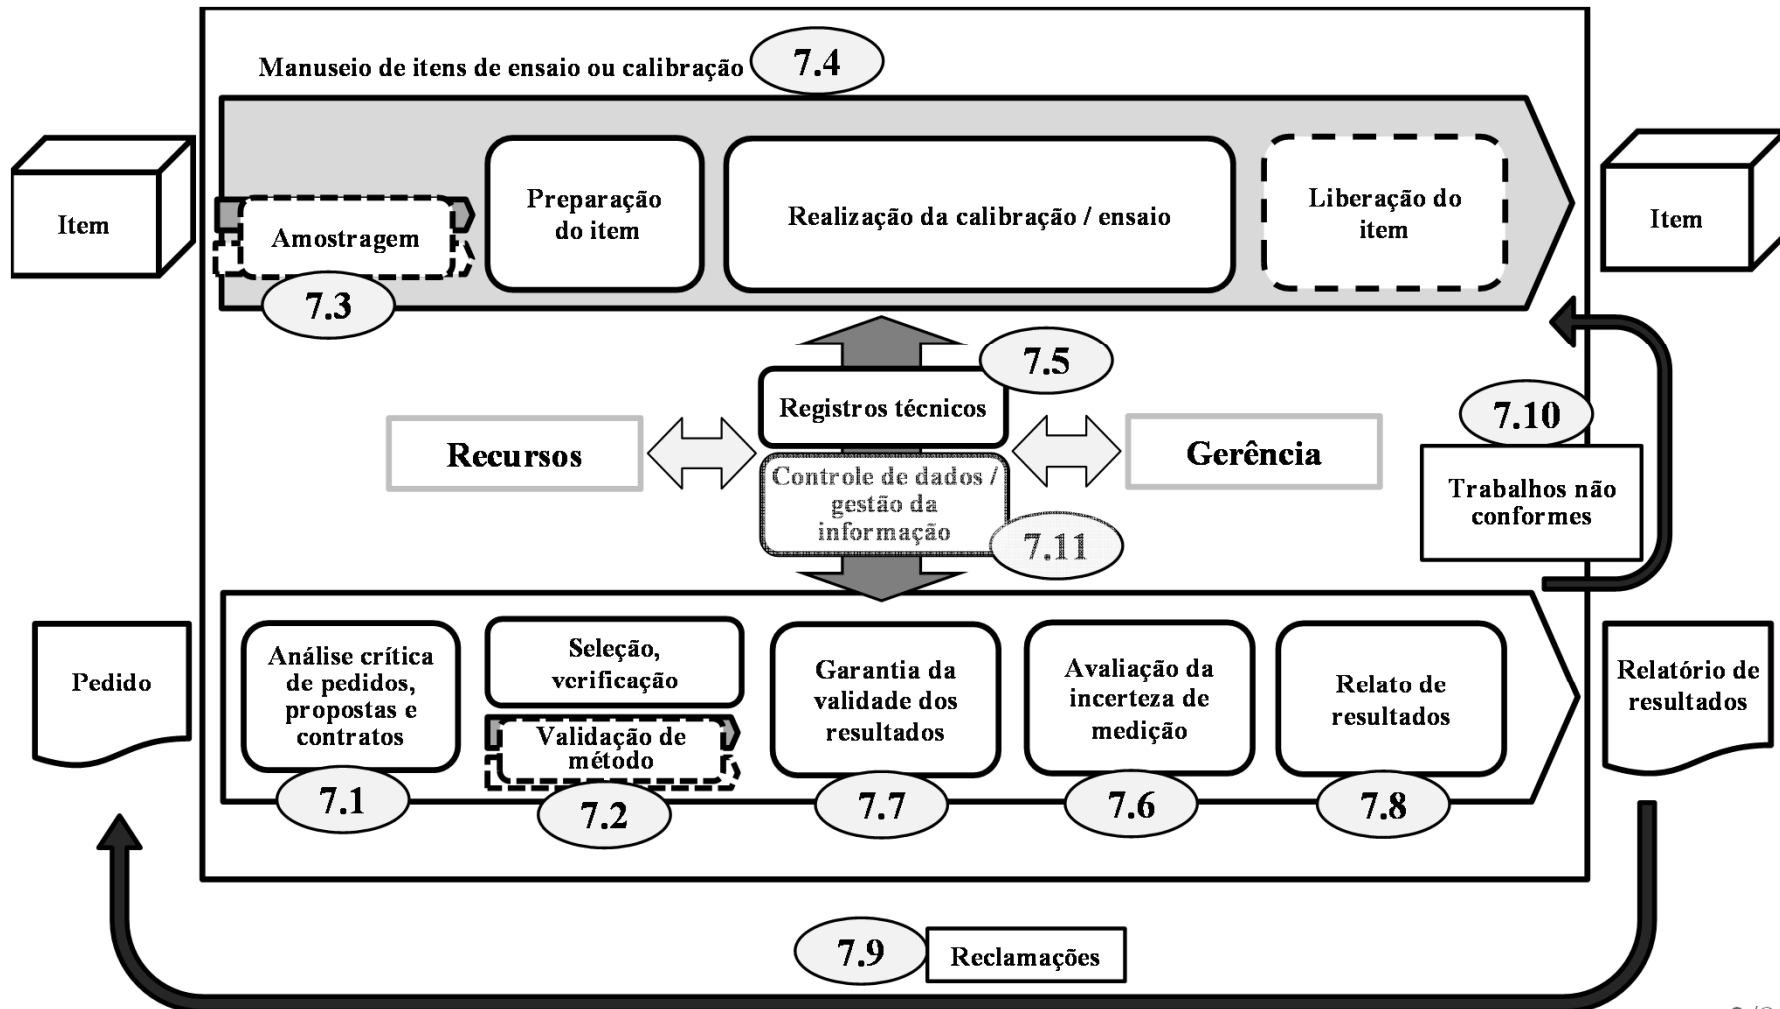 Manuseio de itens de ensaio ou calibração
7.4
Item
Amostragem
7.3
Preparação
do item
Realização da calibração / ensaio
Liberação do
item
Item
7.5
Registros técnicos
Recursos
Gerência
Controle de dados /
gestão da
informação
7.11
7.10
Trabalhos não
conformes
Pedido
Análise crítica
de pedidos,
propostas e
contratos
7.1
Seleção,
verificação
Validação de
método
7.2
Garantia da
validade dos
resultados
7.7
Avaliação da
incerteza de
medição
7.6
Relato de
resultados
7.8
Relatório de
resultados
7.9
Reclamações